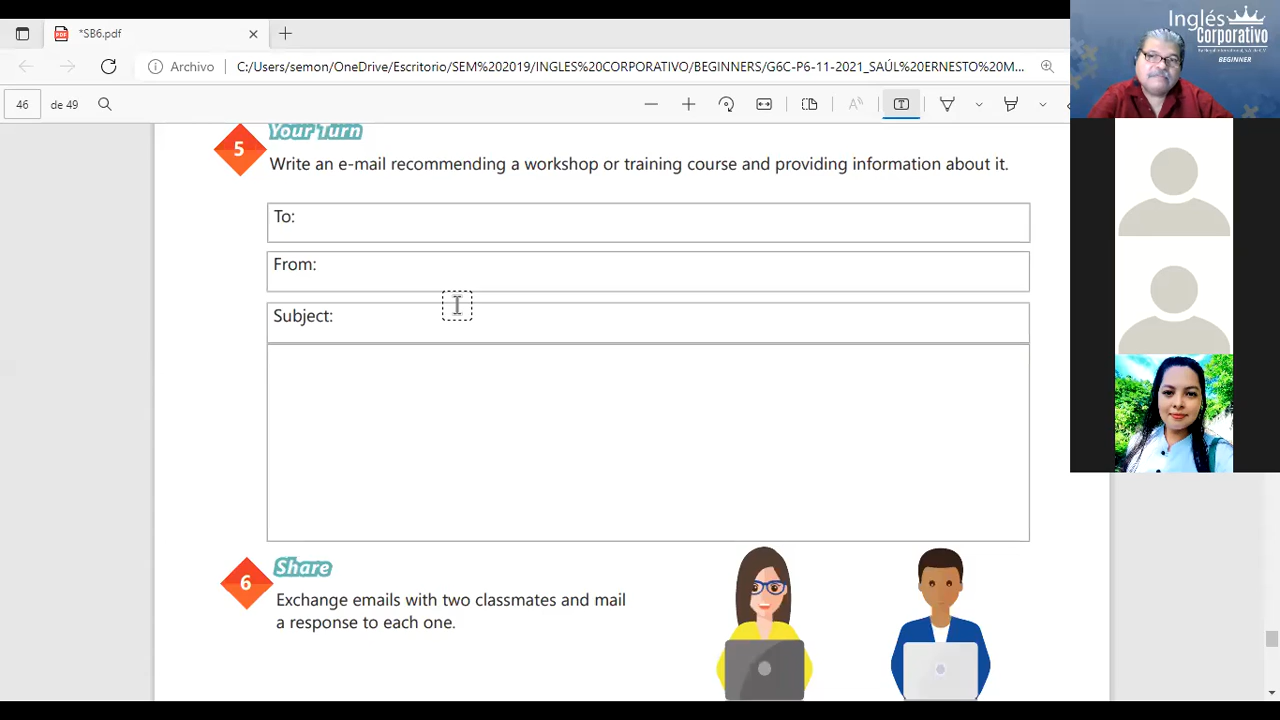 *SB6.pdf
Archivo
C:/Users/semon/OneDrive/Escritorio/SEM%202019/INGLES%20CORPORATIVO/BEGINNERS/G6C-P6-11-2021_SAÚL%20ERNESTO%20M...
46 de 49
Inglés
Corporativo
BEGINNER
5
Your Turn
Write an e-mail recommending a workshop or training course and providing information about it.
To:
From:
Subject:
6
Share
Exchange emails with two classmates and mail
a response to each one.